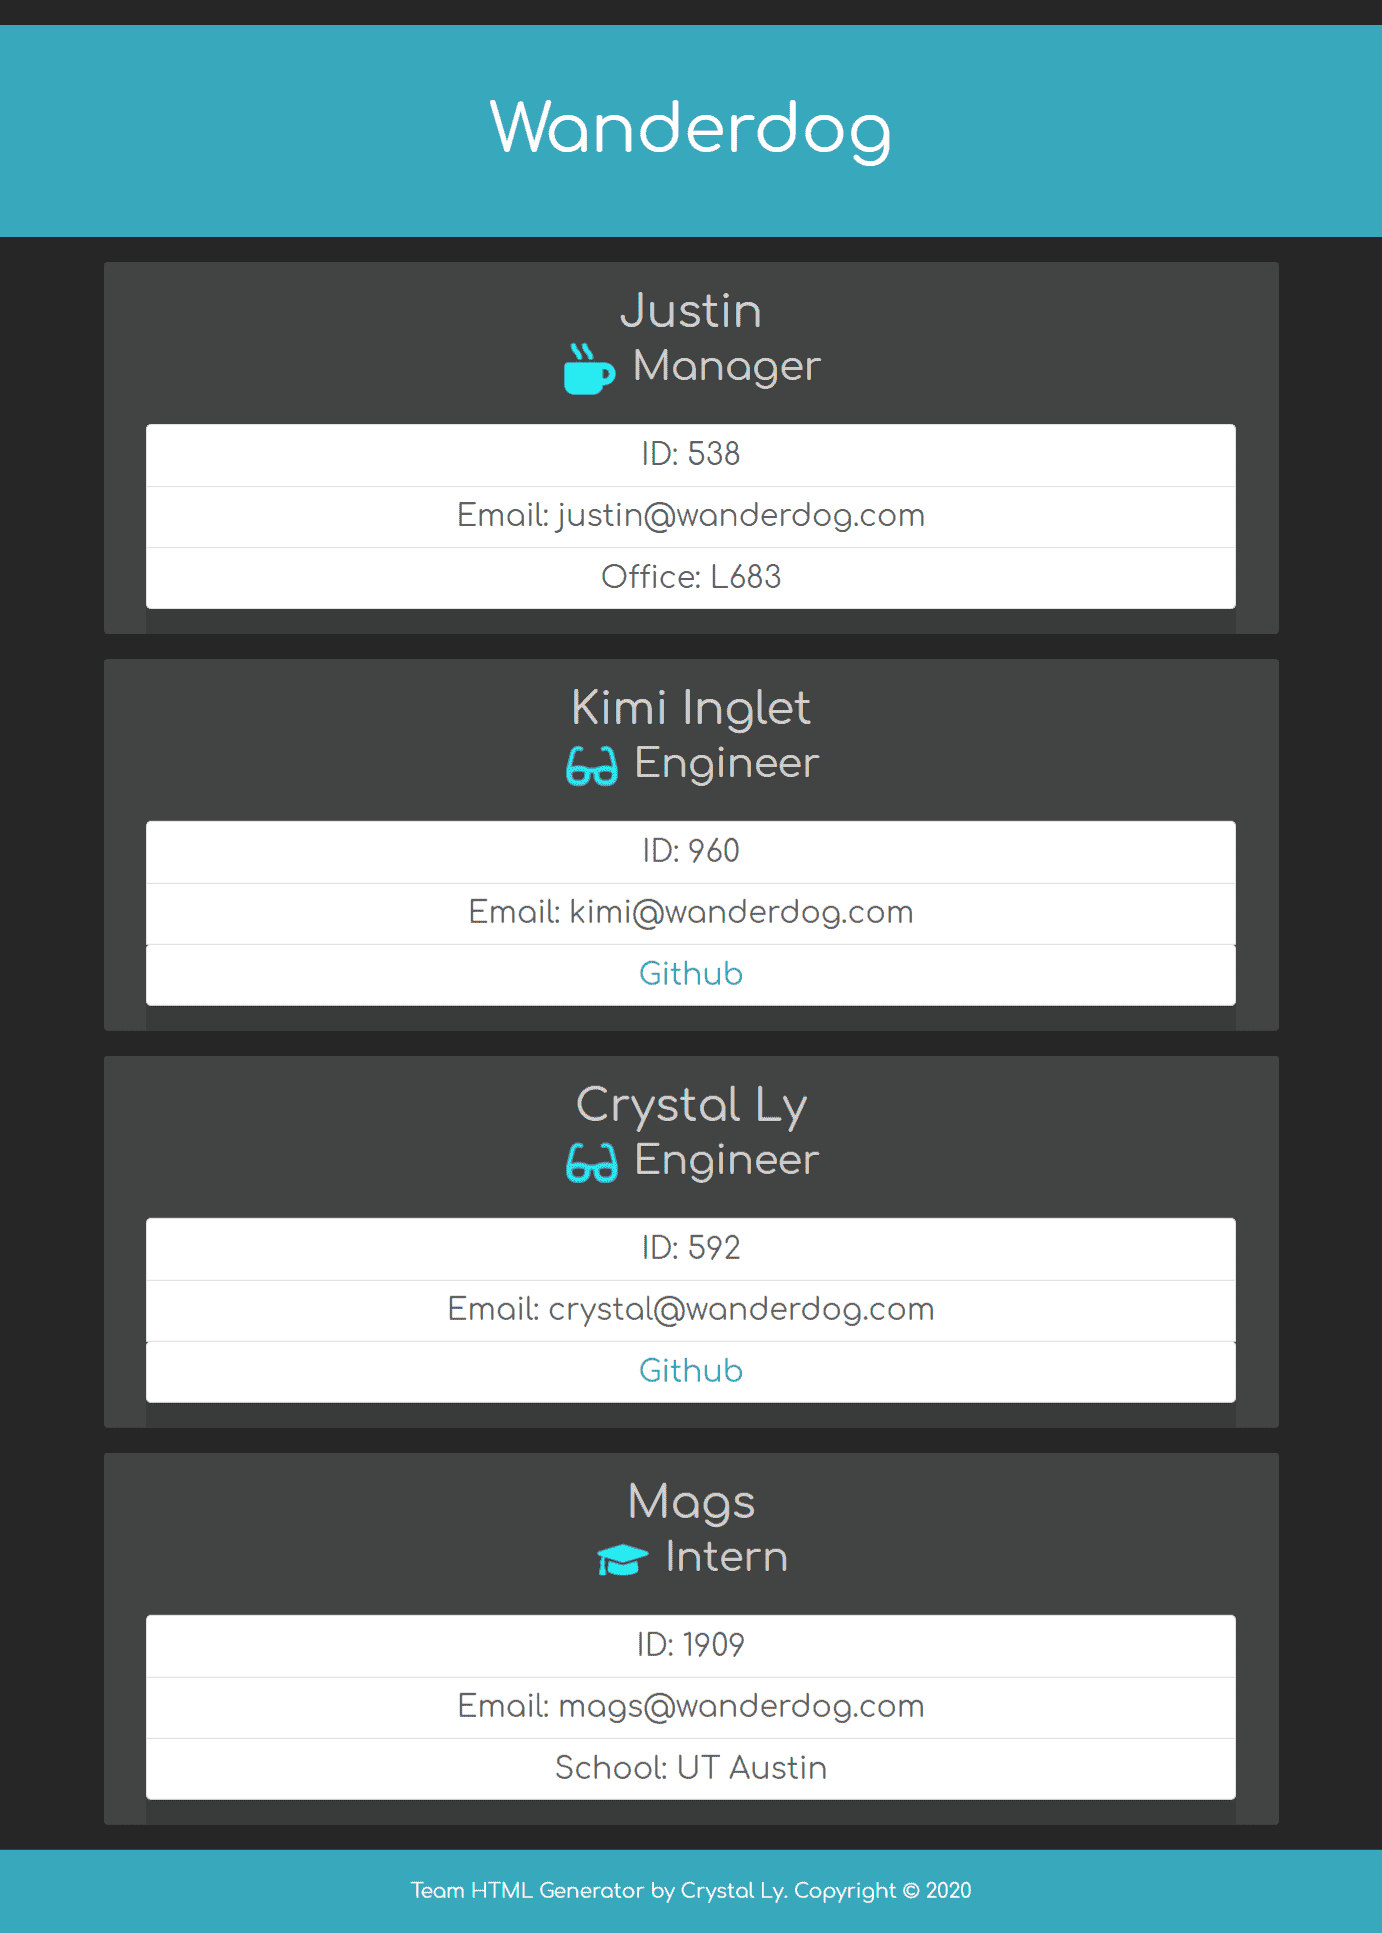 Wanderdog
Justin
Manager
ID: 538
Email: justin@wanderdog.com
Office: L683
Kimi Inglet
Engineer
ID: 960
Email: kimi@wanderdog.com
Github
Crystal Ly
Engineer
ID: 592
Email: crystal@wanderdog.com
Github
Mags
Intern
ID: 1909
Email: mags@wanderdog.com
School: UT Austin
Team HTML Generator by Crystal Ly. Copyright © 2020